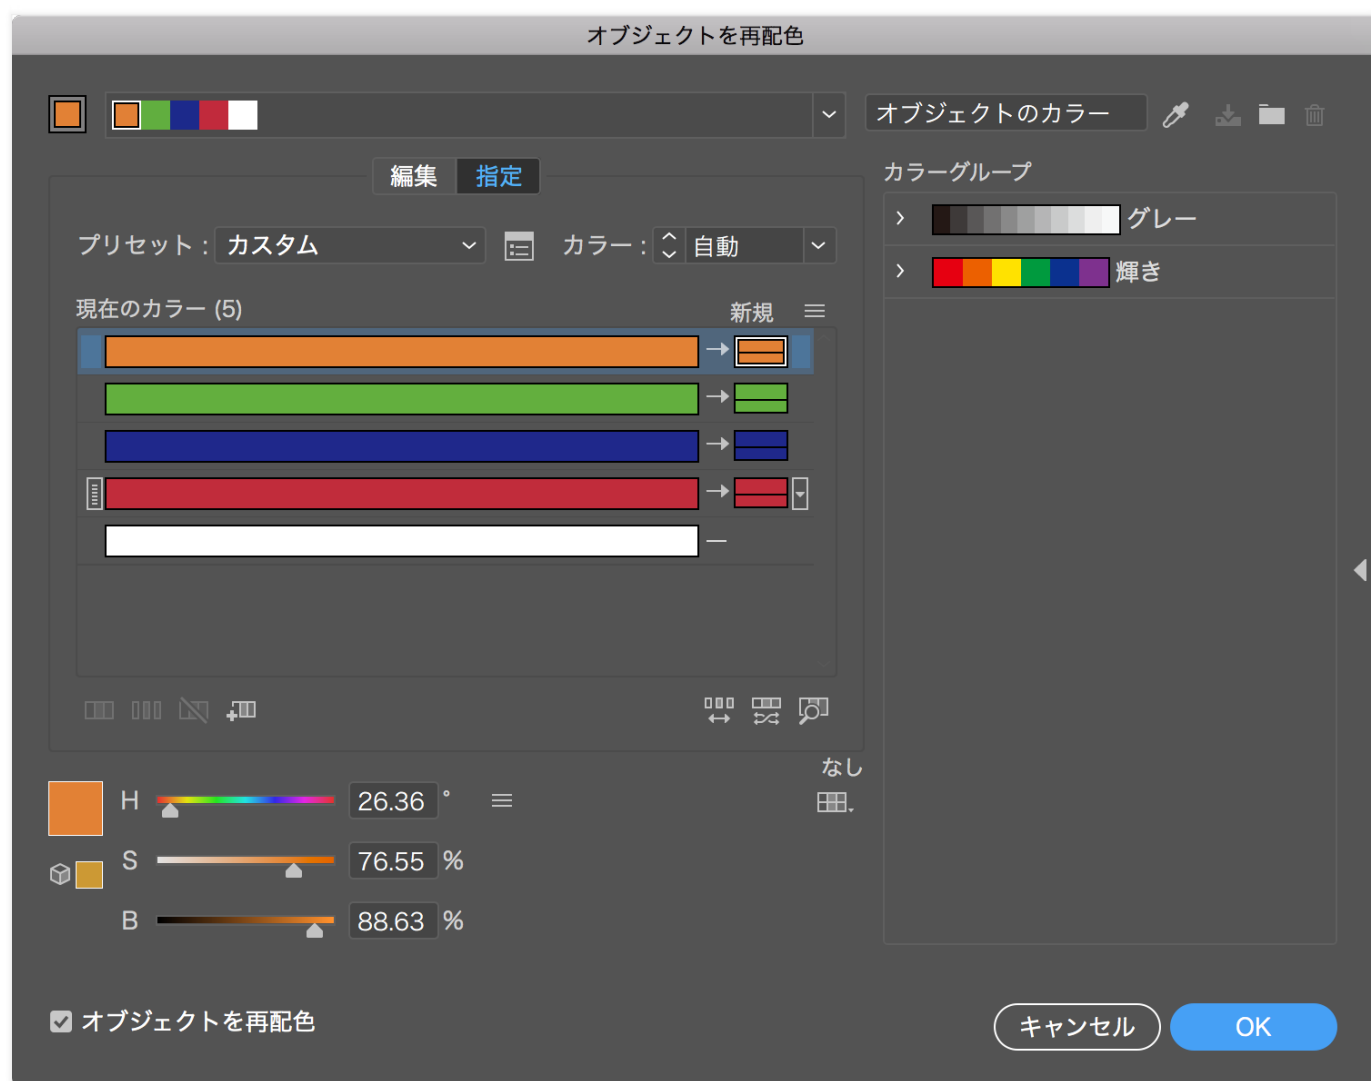 オブジェクトを再配色
オブジェクトのカラー
編集 指定
カラーグループ
プリセット : カスタム カラー : 自動
グレー
輝き
現在のカラー (5) 新規
なし
H 26.36 °
S 76.55 %
B 88.63 %
オブジェクトを再配色
キャンセル OK